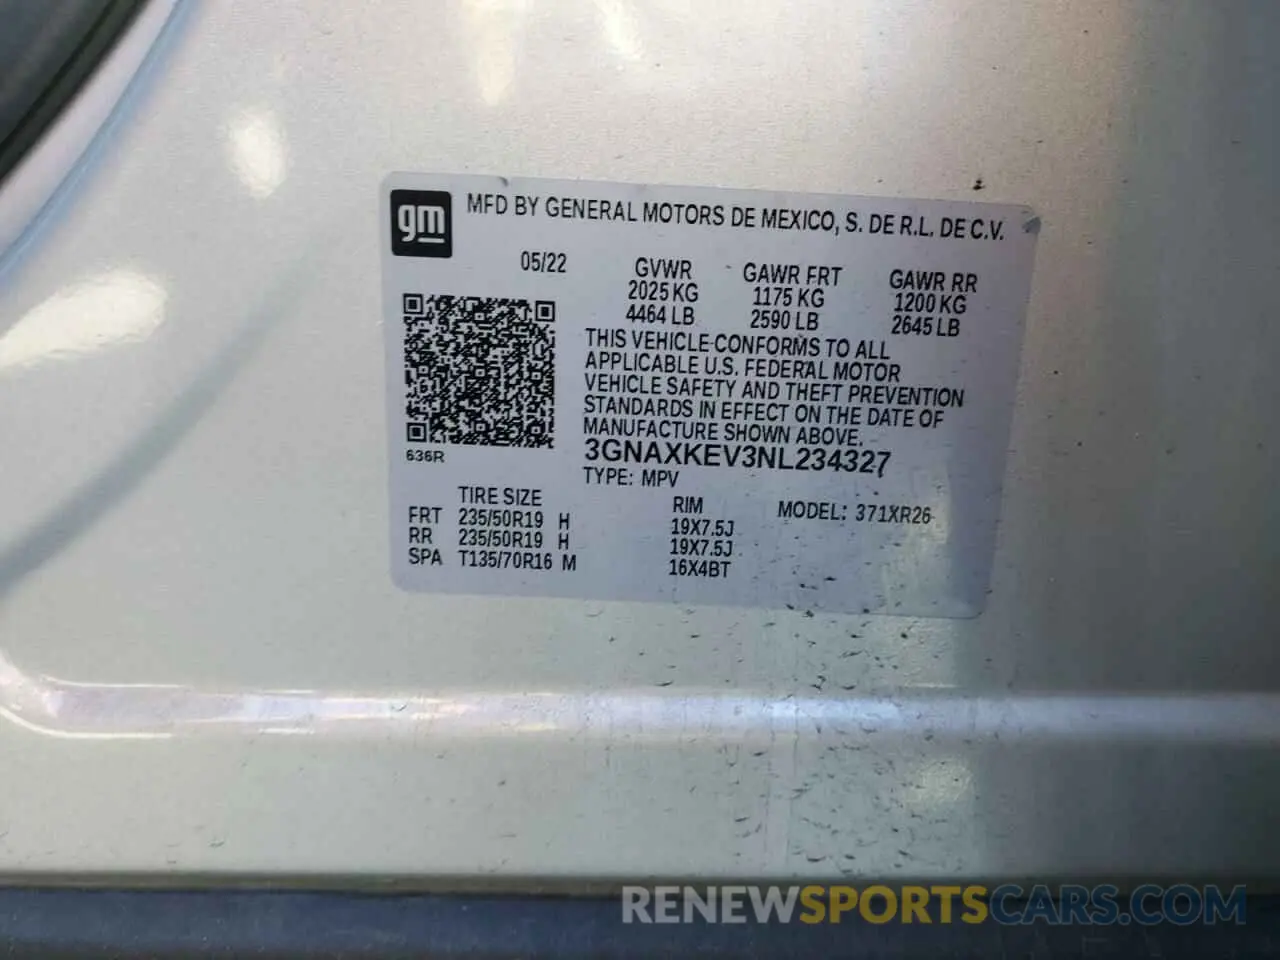 gm
MFD BY GENERAL MOTORS DE MEXICO, S. DE R.L. DE C.V.
05/22
GVWR GAWR FRT GAWR RR
2025 KG 1175 KG 1200 KG
4464 LB 2590 LB 2645 LB
THIS VEHICLE CONFORMS TO ALL
APPLICABLE U.S. FEDERAL MOTOR
VEHICLE SAFETY AND THEFT PREVENTION
STANDARDS IN EFFECT ON THE DATE OF
MANUFACTURE SHOWN ABOVE.
636R
3GNAXKEV3NL234327
TYPE: MPV
TIRE SIZE RIM MODEL: 371XR26
FRT 235/50R19 H 19X7.5J
RR 235/50R19 H 19X7.5J
SPA T135/70R16 M 16X4BT
RENEWSPORTSCARS.COM